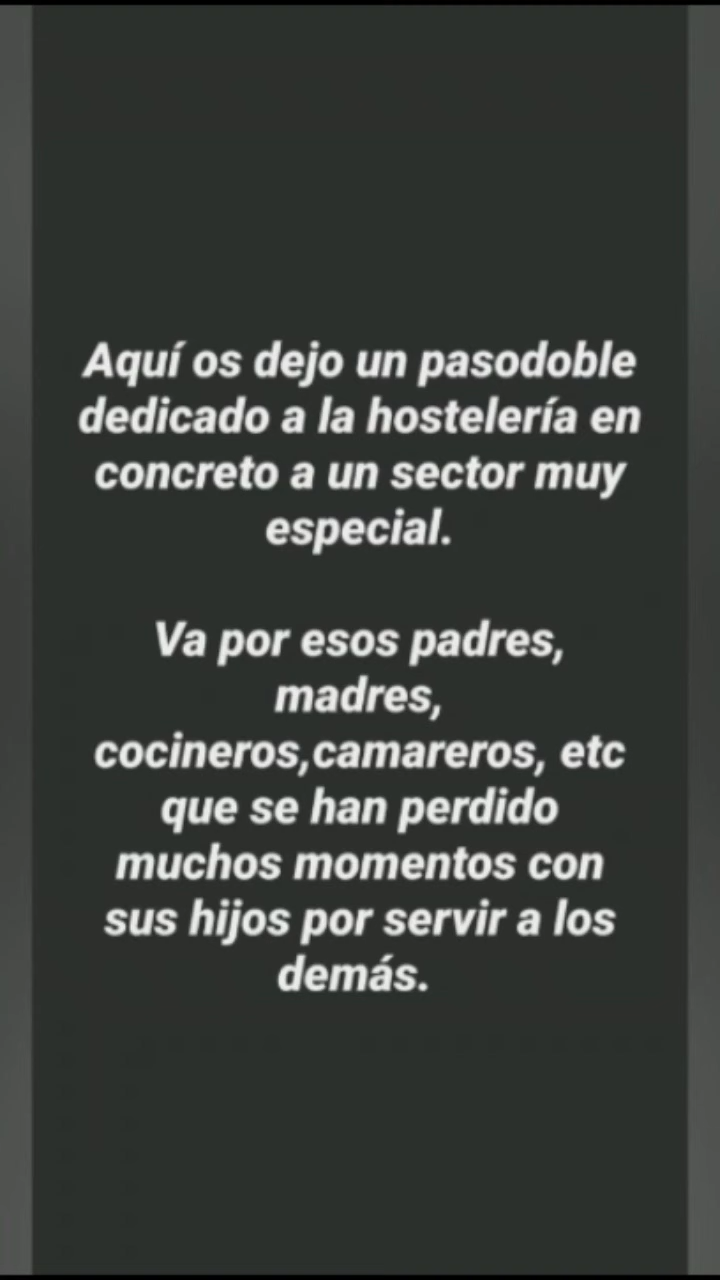 Aquí os dejo un pasodoble
dedicado a la hostelería en
concreto a un sector muy
especial.
Va por esos padres,
madres,
cocineros,camareros, etc
que se han perdido
muchos momentos con
sus hijos por servir a los
demás.